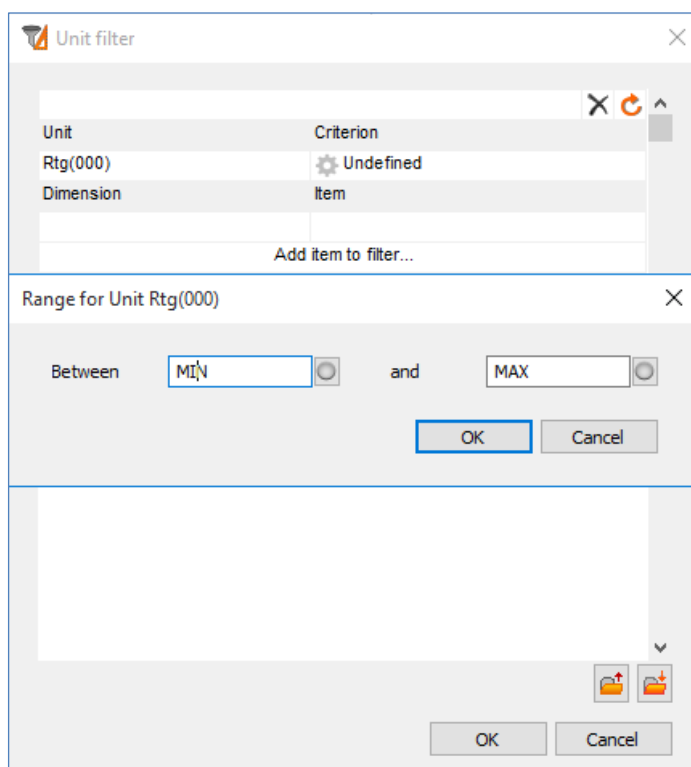 Unit filter
Unit Criterion
Rtg(000) Undefined
Dimension Item
Add item to filter...
Range for Unit Rtg(000)
Between MIN and MAX
OK Cancel
OK Cancel